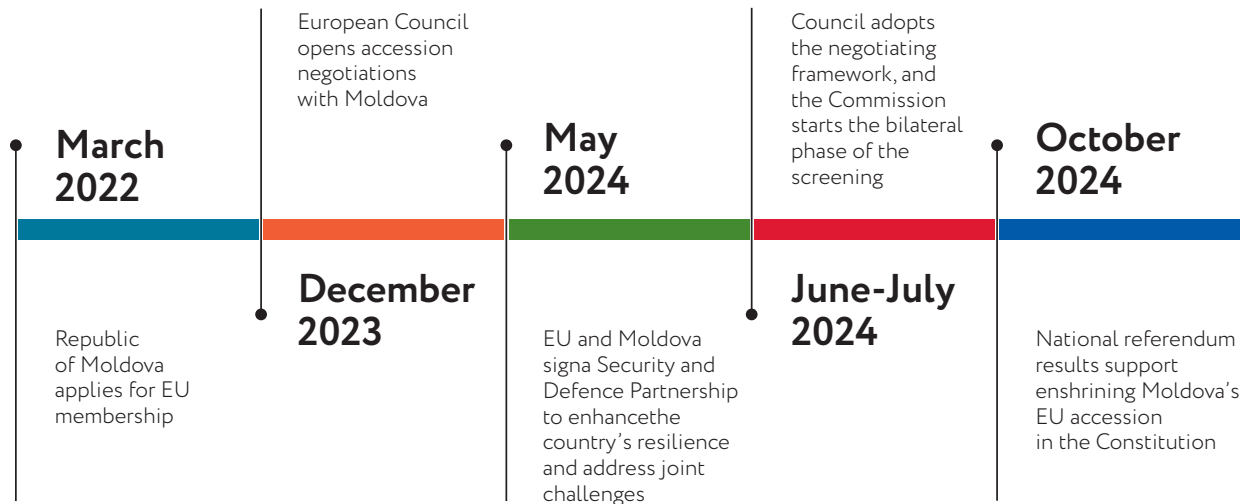 March
2022
Republic
of Moldova
applies for EU
membership
European Council
opens accession
negotiations
with Moldova
December
2023
May
2024
EU and Moldova
signa Security and
Defence Partnership
to enhancethe
country’s resilience
and address joint
challenges
Council adopts
the negotiating
framework, and
the Commission
starts the bilateral
phase of the
screening
June-July
2024
October
2024
National referendum
results support
enshrining Moldova’s
EU accession
in the Constitution